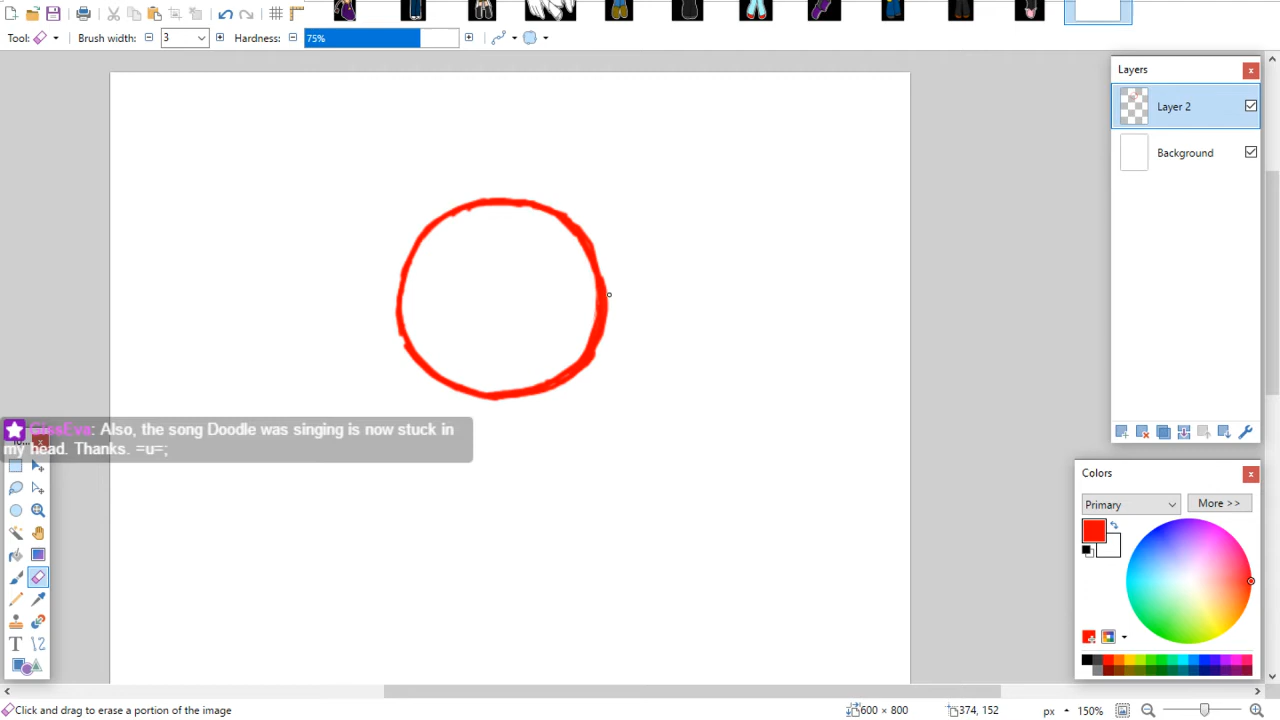 Tool:
Brush width:
3
Hardness:
75%
Layers
Layer 2
Background
GissEva: Also, the song Doodle was singing is now stuck in
my head. Thanks. =u=;
Colors
Primary
More >>
Click and drag to erase a portion of the image
600 × 800
374, 152
px
150%